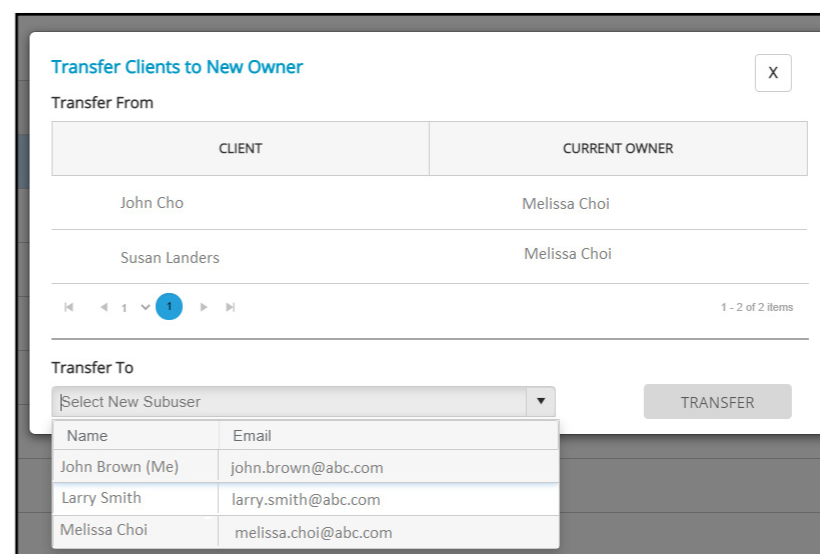 Transfer Clients to New Owner
X
Transfer From
CLIENT CURRENT OWNER
John Cho Melissa Choi
Susan Landers Melissa Choi
1 1 1 - 2 of 2 items
Transfer To
Select New Subuser TRANSFER
Name Email
John Brown (Me) john.brown@abc.com
Larry Smith larry.smith@abc.com
Melissa Choi melissa.choi@abc.com